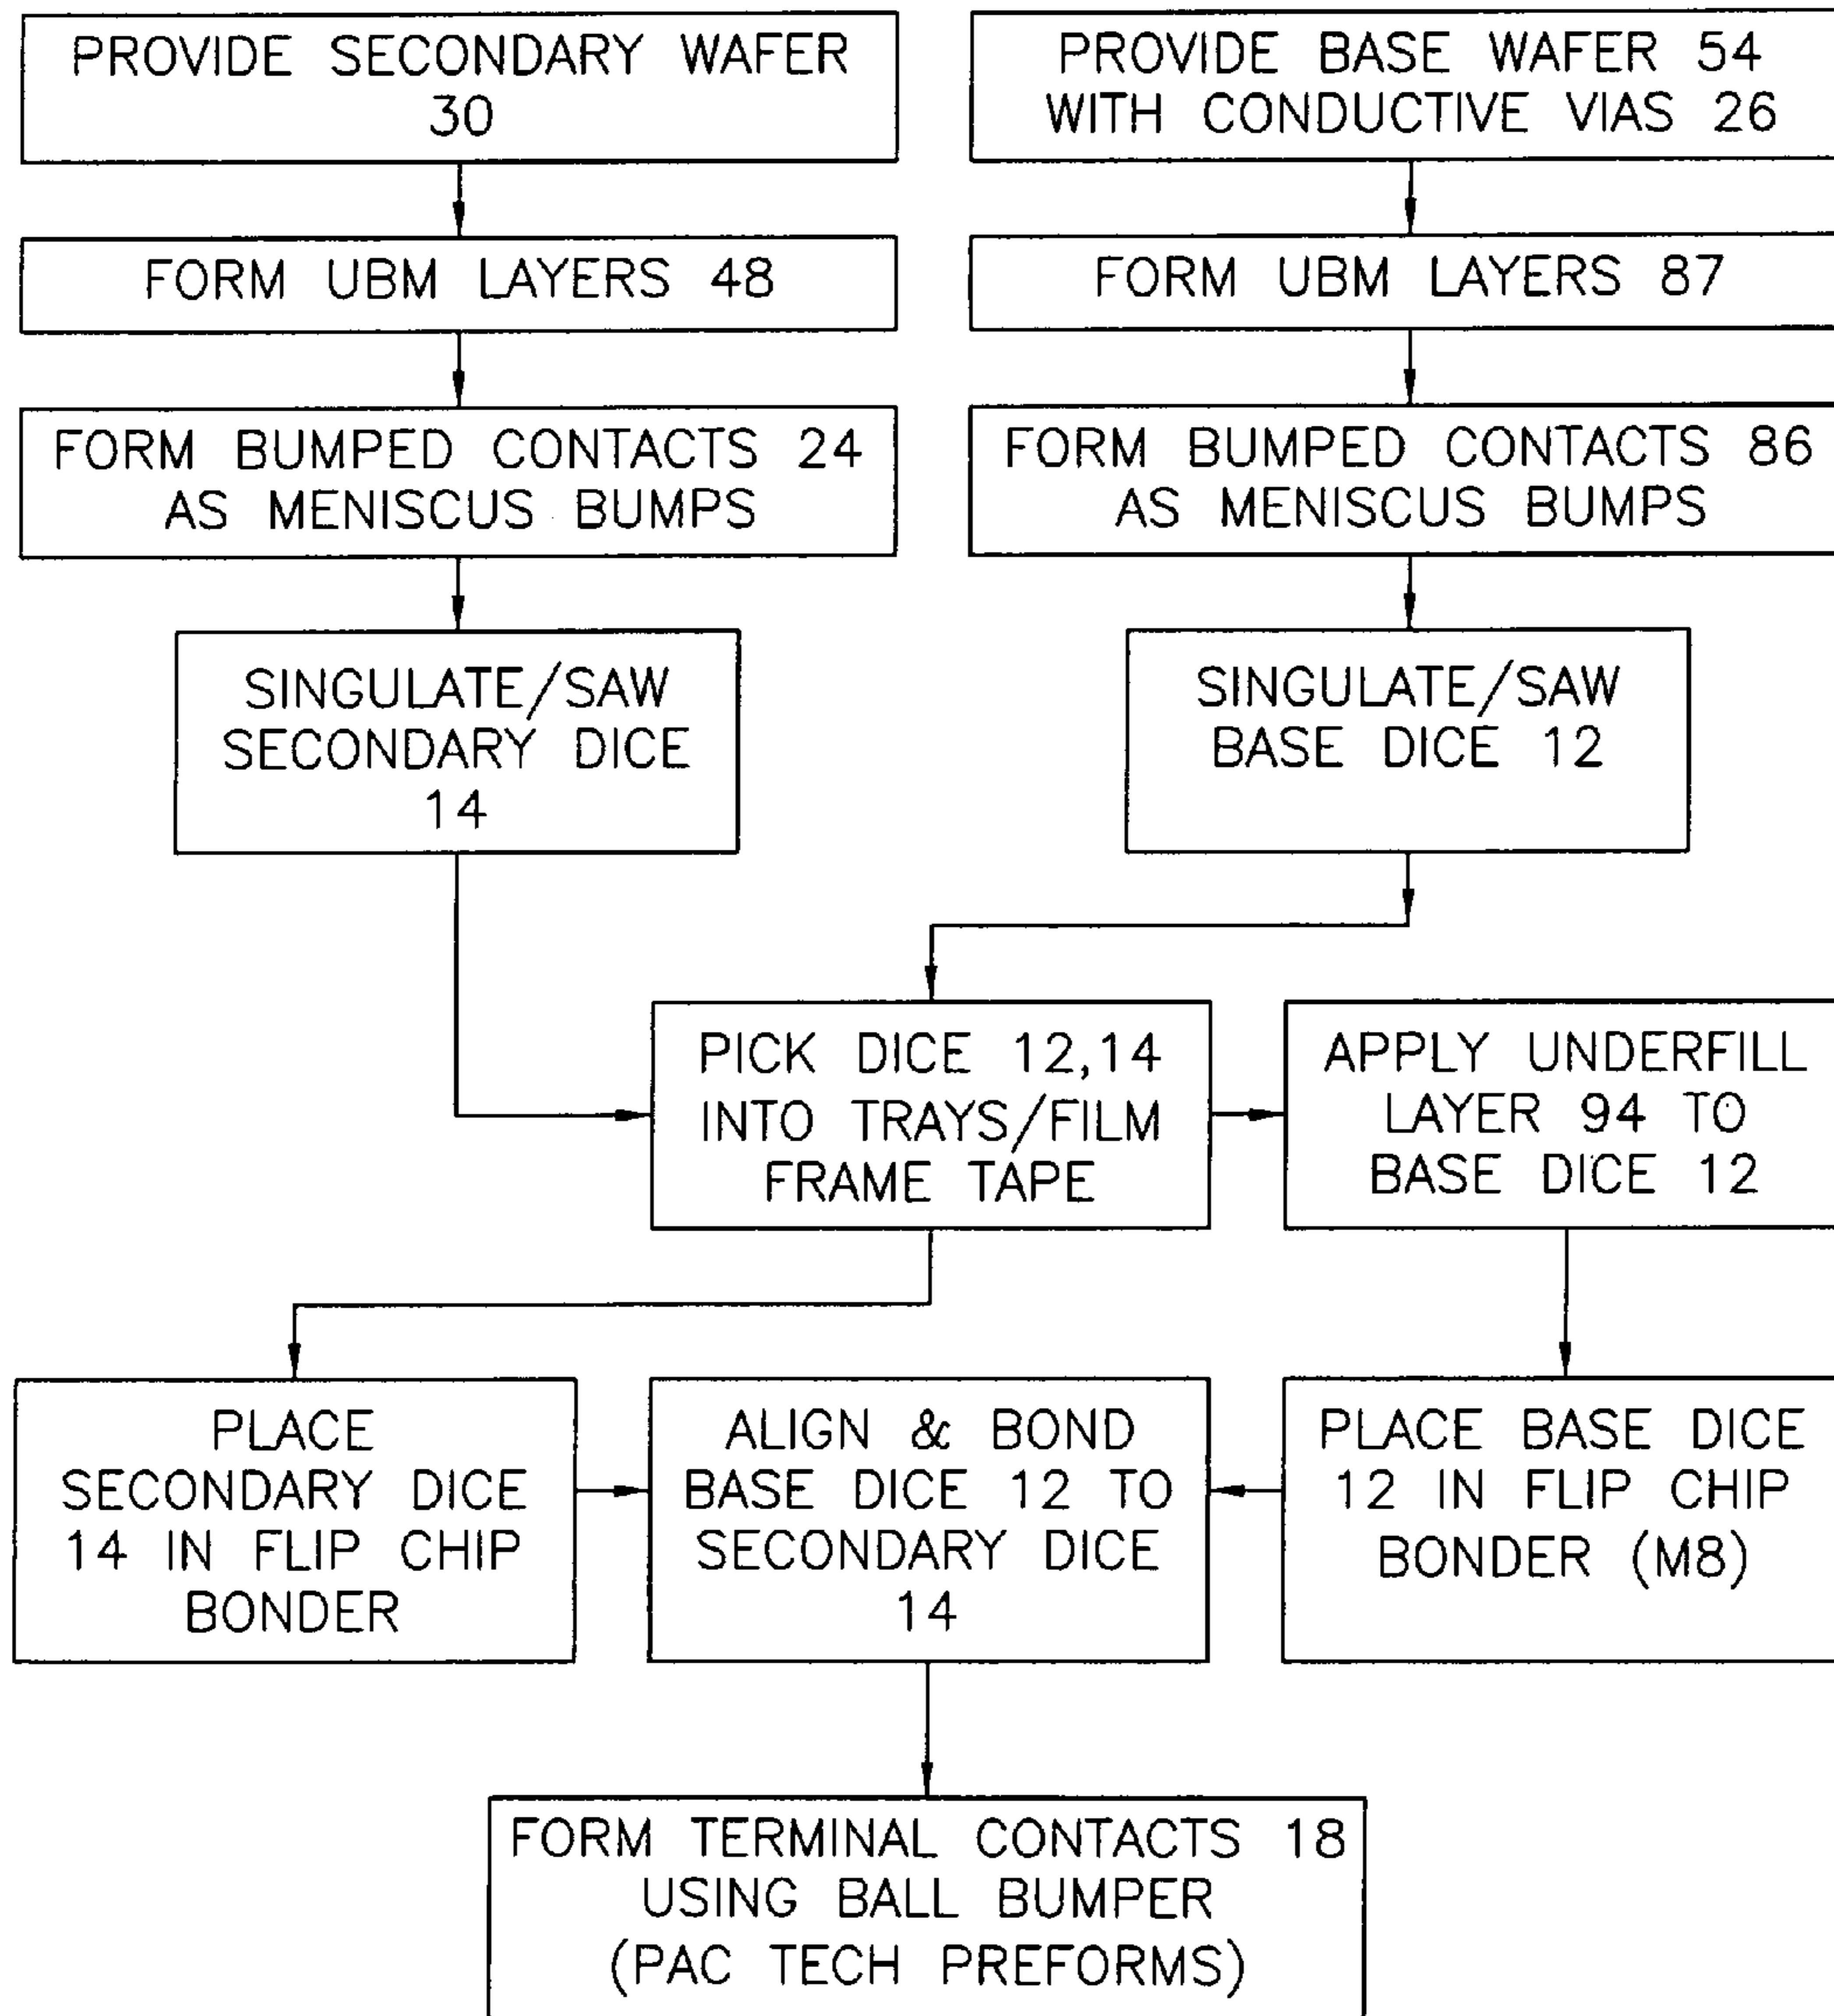 PROVIDE SECONDARY WAFER
30
PROVIDE BASE WAFER 54
WITH CONDUCTIVE VIAS 26
FORM UBM LAYERS 48
FORM UBM LAYERS 87
FORM BUMPED CONTACTS 24
AS MENISCUS BUMPS
FORM BUMPED CONTACTS 86
AS MENISCUS BUMPS
SINGULATE/SAW
SECONDARY DICE
14
SINGULATE/SAW
BASE DICE 12
PICK DICE 12,14
INTO TRAYS/FILM
FRAME TAPE
APPLY UNDERFILL
LAYER 94 TO
BASE DICE 12
PLACE
SECONDARY DICE
14 IN FLIP CHIP
BONDER
ALIGN & BOND
BASE DICE 12 TO
SECONDARY DICE
14
PLACE BASE DICE
12 IN FLIP CHIP
BONDER (M8)
FORM TERMINAL CONTACTS 18
USING BALL BUMPER
(PAC TECH PREFORMS)